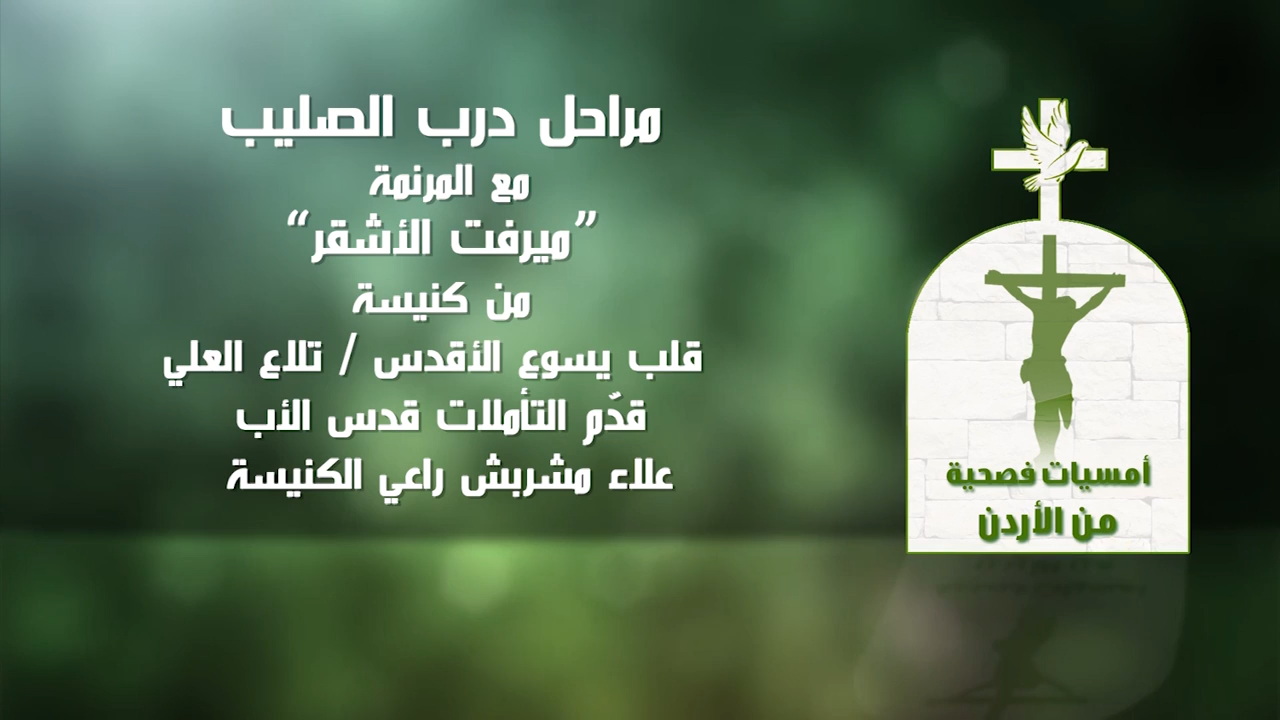 مراحل درب الصليب
مع المرنمة
”ميرفت الأشقر“
من كنيسة
قلب يسوع الأقدس / تلاع العلي
قدّم التأملات قدس الأب
علاء مشربش راعي الكنيسة
أمسيات فصحية
من الأردن